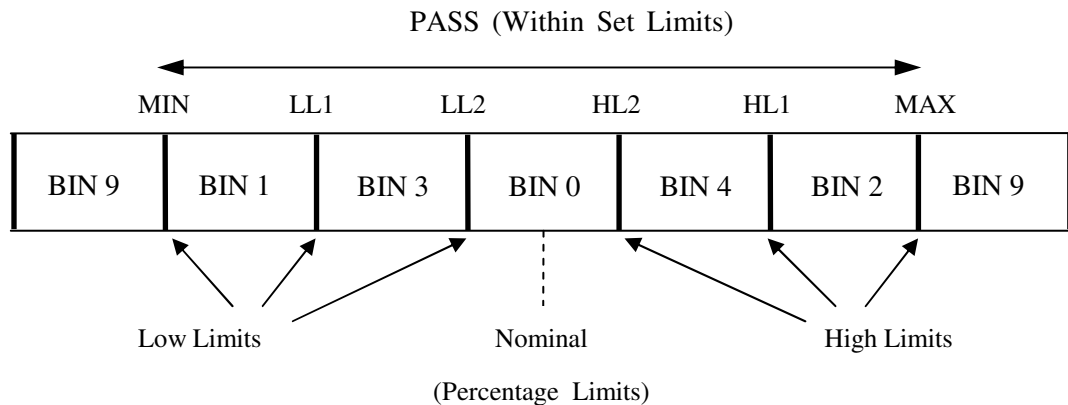 PASS (Within Set Limits)
MIN LL1 LL2 HL2 HL1 MAX
BIN 9 BIN 1 BIN 3 BIN 0 BIN 4 BIN 2 BIN 9
Low Limits Nominal High Limits
(Percentage Limits)